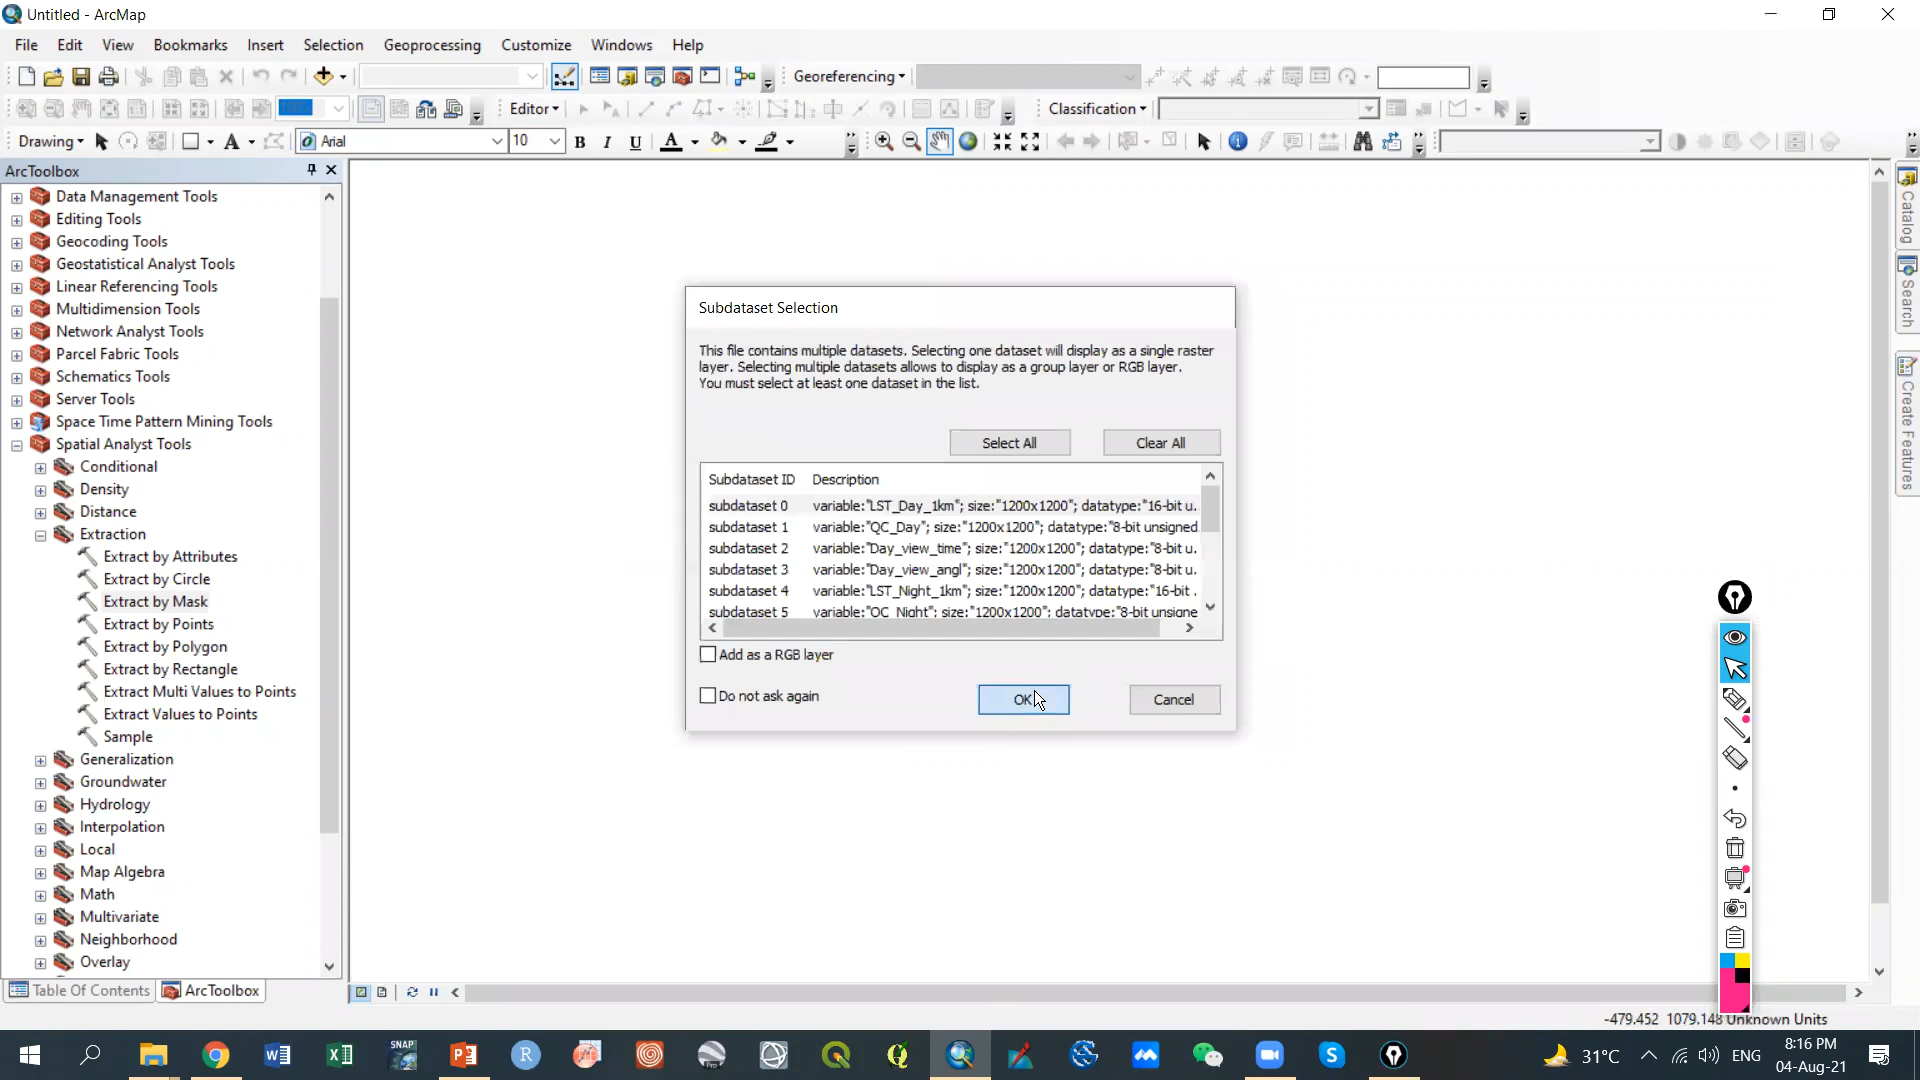 Untitled - ArcMap
File Edit View Bookmarks Insert Selection Geoprocessing Customize Windows Help
Georeferencing
Editor Classification
Drawing A Arial 10 B I U A
ArcToolbox
Data Management Tools
Editing Tools
Geocoding Tools
Geostatistical Analyst Tools
Linear Referencing Tools
Multidimension Tools
Network Analyst Tools
Parcel Fabric Tools
Schematics Tools
Server Tools
Space Time Pattern Mining Tools
Spatial Analyst Tools
Conditional
Density
Distance
Extraction
Extract by Attributes
Extract by Circle
Extract by Mask
Extract by Points
Extract by Polygon
Extract by Rectangle
Extract Multi Values to Points
Extract Values to Points
Sample
Generalization
Groundwater
Hydrology
Interpolation
Local
Map Algebra
Math
Multivariate
Neighborhood
Overlay
Table Of Contents ArcToolbox
Subdataset Selection
This file contains multiple datasets. Selecting one dataset will display as a single raster
layer. Selecting multiple datasets allows to display as a group layer or RGB layer.
You must select at least one dataset in the list.
Select All Clear All
Subdataset ID Description
subdataset 0 variable:"LST_Day_1km"; size:"1200x1200"; datatype:"16-bit u.
subdataset 1 variable:"QC_Day"; size:"1200x1200"; datatype:"8-bit unsigned
subdataset 2 variable:"Day_view_time"; size:"1200x1200"; datatype:"8-bit u.
subdataset 3 variable:"Day_view_angl"; size:"1200x1200"; datatype:"8-bit u.
subdataset 4 variable:"LST_Night_1km"; size:"1200x1200"; datatype:"16-bit .
subdataset 5 variable:"QC_Night"; size:"1200x1200"; datatype:"8-bit unsigne
Add as a RGB layer
Do not ask again
OK Cancel
Catalog
Search
Create Features
-479.452 1079.148 Unknown Units
SNAP
Pro
31°C ENG
8:16 PM
04-Aug-21